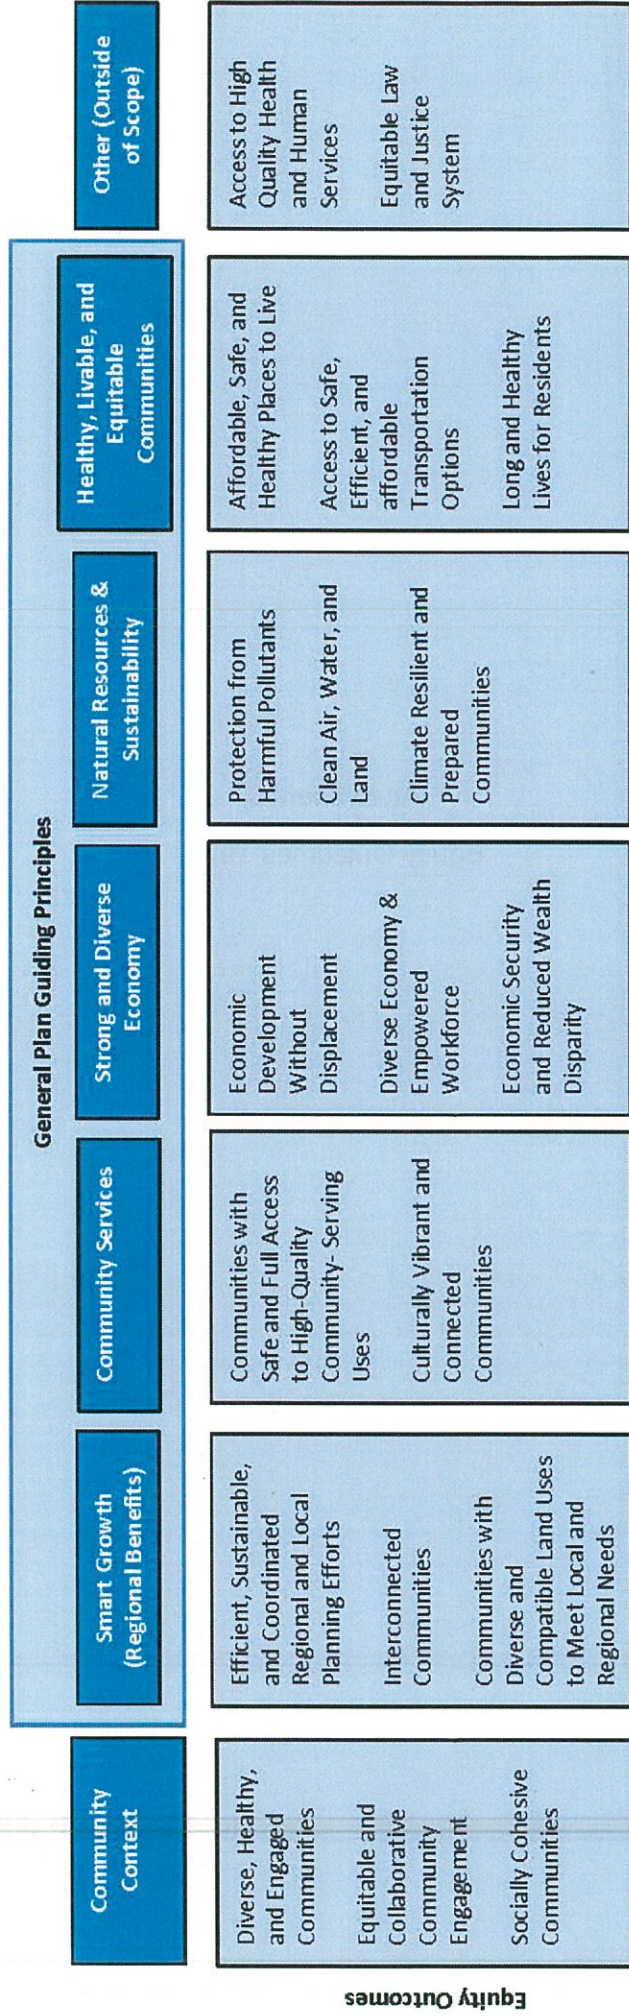 General Plan Guiding Principles
Community
Context
Smart Growth
(Regional Benefits)
Community Services
Strong and Diverse
Economy
Natural Resources &
Sustainability
Healthy, Livable, and
Equitable
Communities
Other (Outside
of Scope)
Equity Outcomes
Diverse, Healthy,
and Engaged
Communities
Equitable and
Collaborative
Community
Engagement
Socially Cohesive
Communities
Efficient, Sustainable,
and Coordinated
Regional and Local
Planning Efforts
Interconnected
Communities
Communities with
Diverse and
Compatible Land Uses
to Meet Local and
Regional Needs
Communities with
Safe and Full Access
to High-Quality
Community- Serving
Uses
Culturally Vibrant and
Connected
Communities
Economic
Development
Without
Displacement
Diverse Economy &
Empowered
Workforce
Economic Security
and Reduced Wealth
Disparity
Protection from
Harmful Pollutants
Clean Air, Water, and
Land
Climate Resilient and
Prepared
Communities
Affordable, Safe, and
Healthy Places to Live
Access to Safe,
Efficient, and
affordable
Transportation
Options
Long and Healthy
Lives for Residents
Access to High
Quality Health
and Human
Services
Equitable Law
and Justice
System